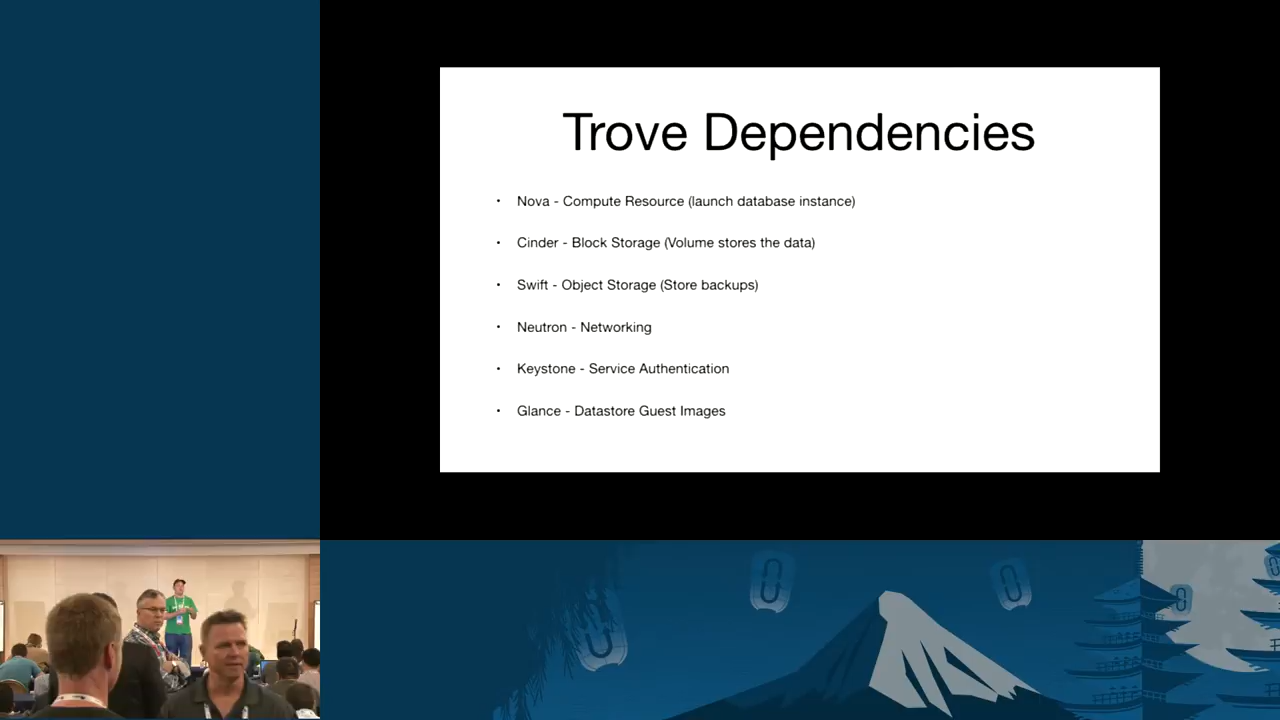 Trove Dependencies
• Nova - Compute Resource (launch database instance)
• Cinder - Block Storage (Volume stores the data)
• Swift - Object Storage (Store backups)
• Neutron - Networking
• Keystone - Service Authentication
• Glance - Datastore Guest Images